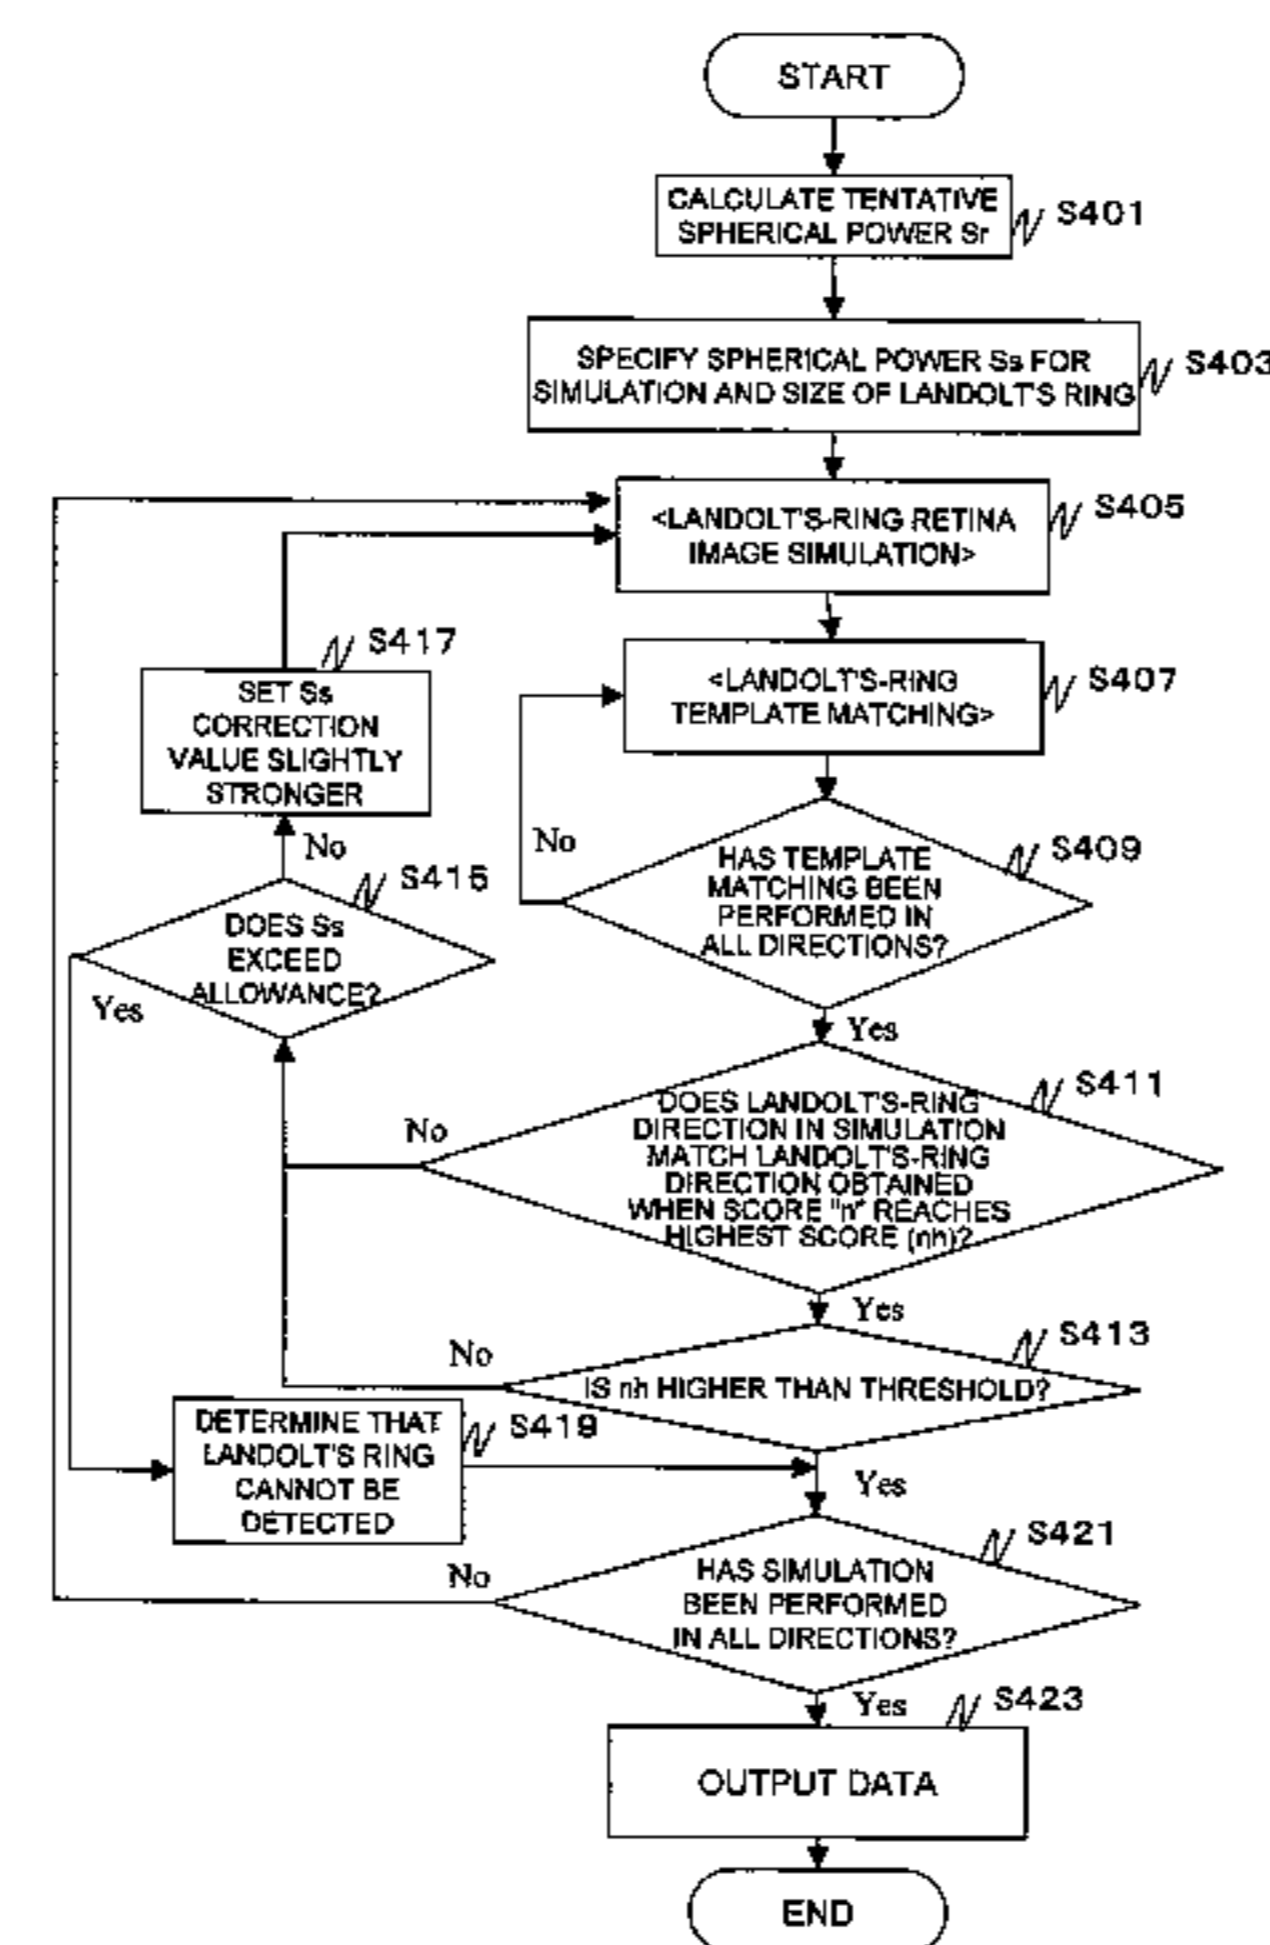 START
CALCULATE TENTATIVE
SPHERICAL POWER Sr
S401
SPECIFY SPHERICAL POWER Ss FOR
SIMULATION AND SIZE OF LANDOLT'S RING
S403
<LANDOLT'S-RING RETINA
IMAGE SIMULATION>
S405
<LANDOLT'S-RING
TEMPLATE MATCHING>
S407
S417
SET Ss
CORRECTION
VALUE SLIGHTLY
STRONGER
No
HAS TEMPLATE
MATCHING BEEN
PERFORMED IN
ALL DIRECTIONS?
S409
No
S415
DOES Ss
EXCEED
ALLOWANCE?
Yes
Yes
DOES LANDOLT'S-RING
DIRECTION IN SIMULATION
MATCH LANDOLT'S-RING
DIRECTION OBTAINED
WHEN SCORE "n" REACHES
HIGHEST SCORE (nh)?
S411
No
Yes
IS nh HIGHER THAN THRESHOLD?
S413
No
DETERMINE THAT
LANDOLT'S RING
CANNOT BE
DETECTED
S419
Yes
HAS SIMULATION
BEEN PERFORMED
IN ALL DIRECTIONS?
S421
No
Yes
S423
OUTPUT DATA
END